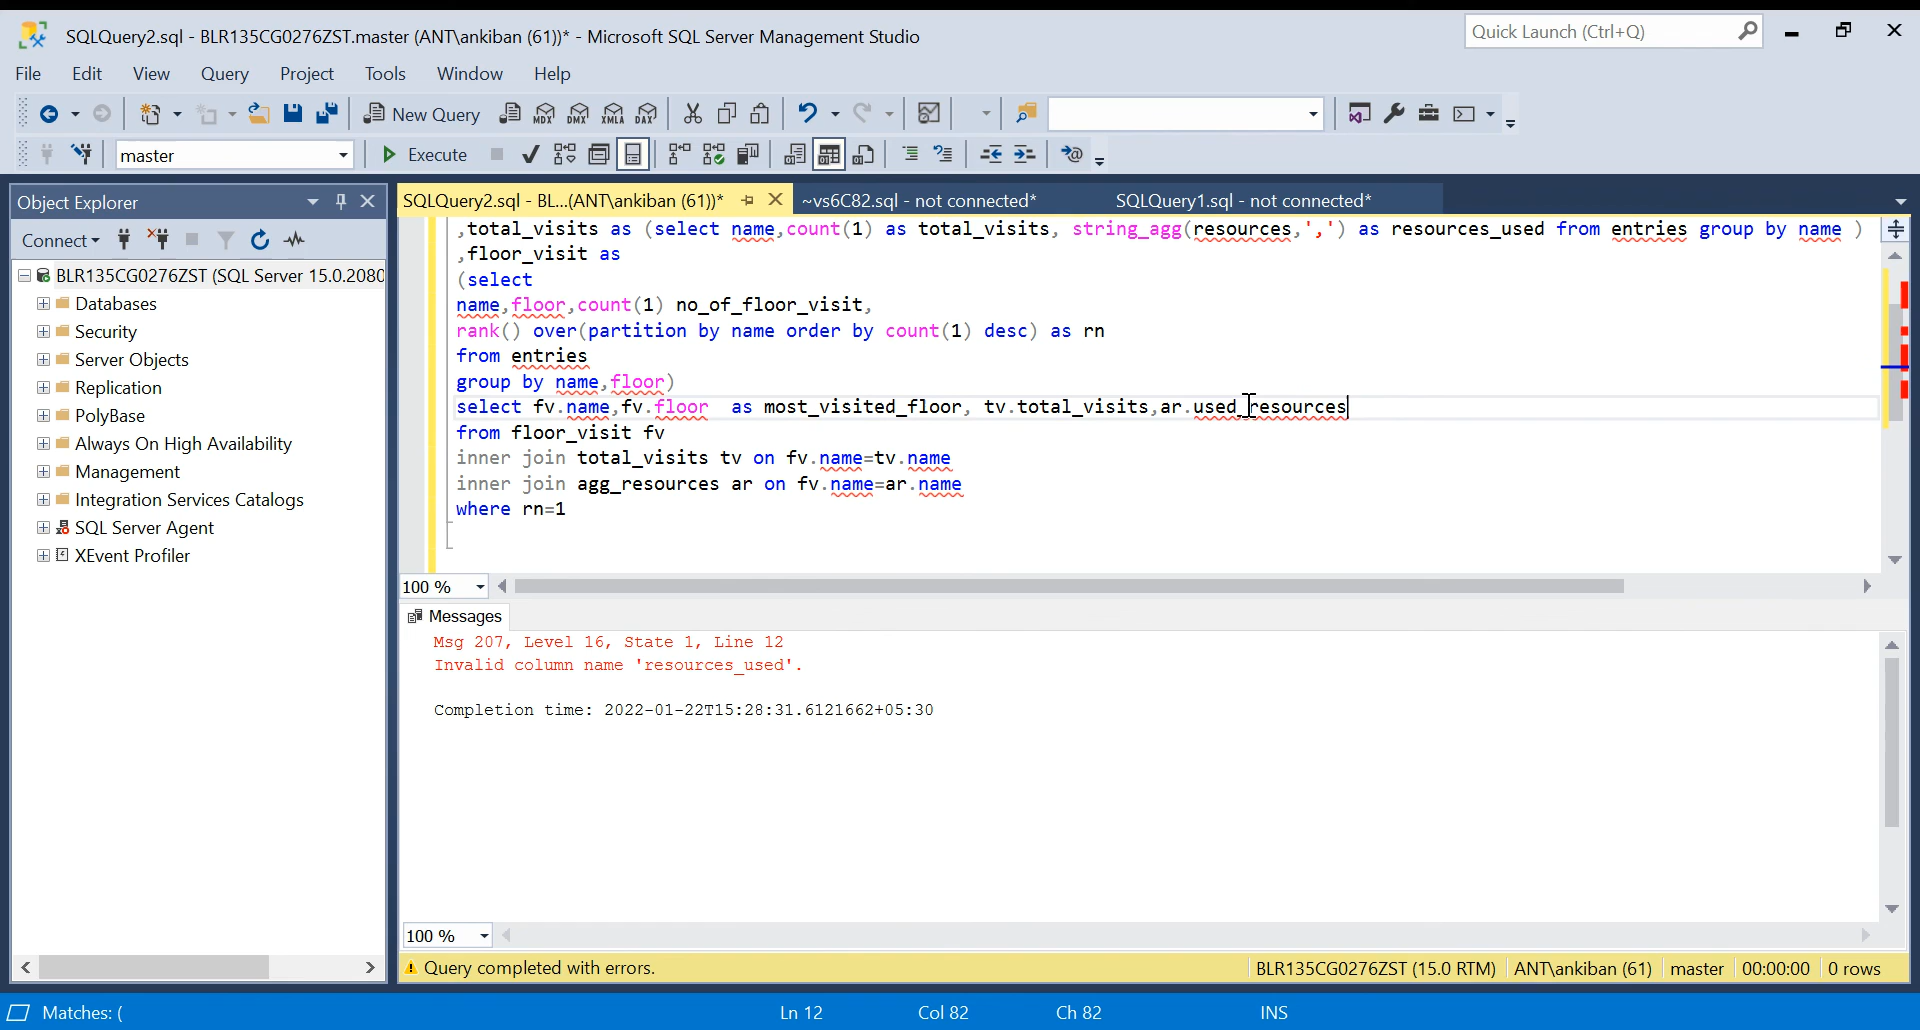 SQLQuery2.sql - BLR135CG0276ZST.master (ANT\ankiban (61))* - Microsoft SQL Server Management Studio
Quick Launch (Ctrl+Q)
File Edit View Query Project Tools Window Help
New Query MDX DMX XMLA DAX
master Execute
Object Explorer
SQLQuery2.sql - BL...(ANT\ankiban (61))* ~vs6C82.sql - not connected* SQLQuery1.sql - not connected*
Connect
BLR135CG0276ZST (SQL Server 15.0.2080
Databases
Security
Server Objects
Replication
PolyBase
Always On High Availability
Management
Integration Services Catalogs
SQL Server Agent
XEvent Profiler
,total_visits as (select name,count(1) as total_visits, string_agg(resources,',') as resources_used from entries group by name )
,floor_visit as
(select
name,floor,count(1) no_of_floor_visit,
rank() over(partition by name order by count(1) desc) as rn
from entries
group by name,floor)
select fv.name,fv.floor  as most_visited_floor, tv.total_visits,ar.used_resources
from floor_visit fv
inner join total_visits tv on fv.name=tv.name
inner join agg_resources ar on fv.name=ar.name
where rn=1
100 %
Messages
Msg 207, Level 16, State 1, Line 12
Invalid column name 'resources_used'.
Completion time: 2022-01-22T15:28:31.6121662+05:30
100 %
Query completed with errors. BLR135CG0276ZST (15.0 RTM) ANT\ankiban (61) master 00:00:00 0 rows
Matches: ( Ln 12 Col 82 Ch 82 INS